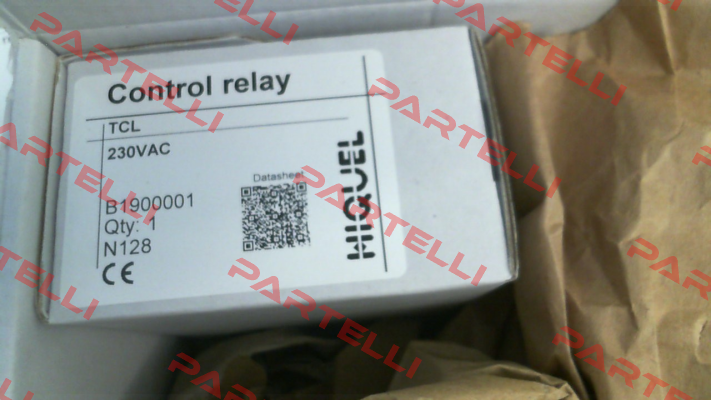 Control relay
TCL
230VAC
Datasheet
B1900001
Qty: 1
N128
CE
HIQUEL
PARTELLI
PARTELLI
PARTELLI
PARTELLI
PARTELLI
PARTELLI
PARTELLI
PARTELLI